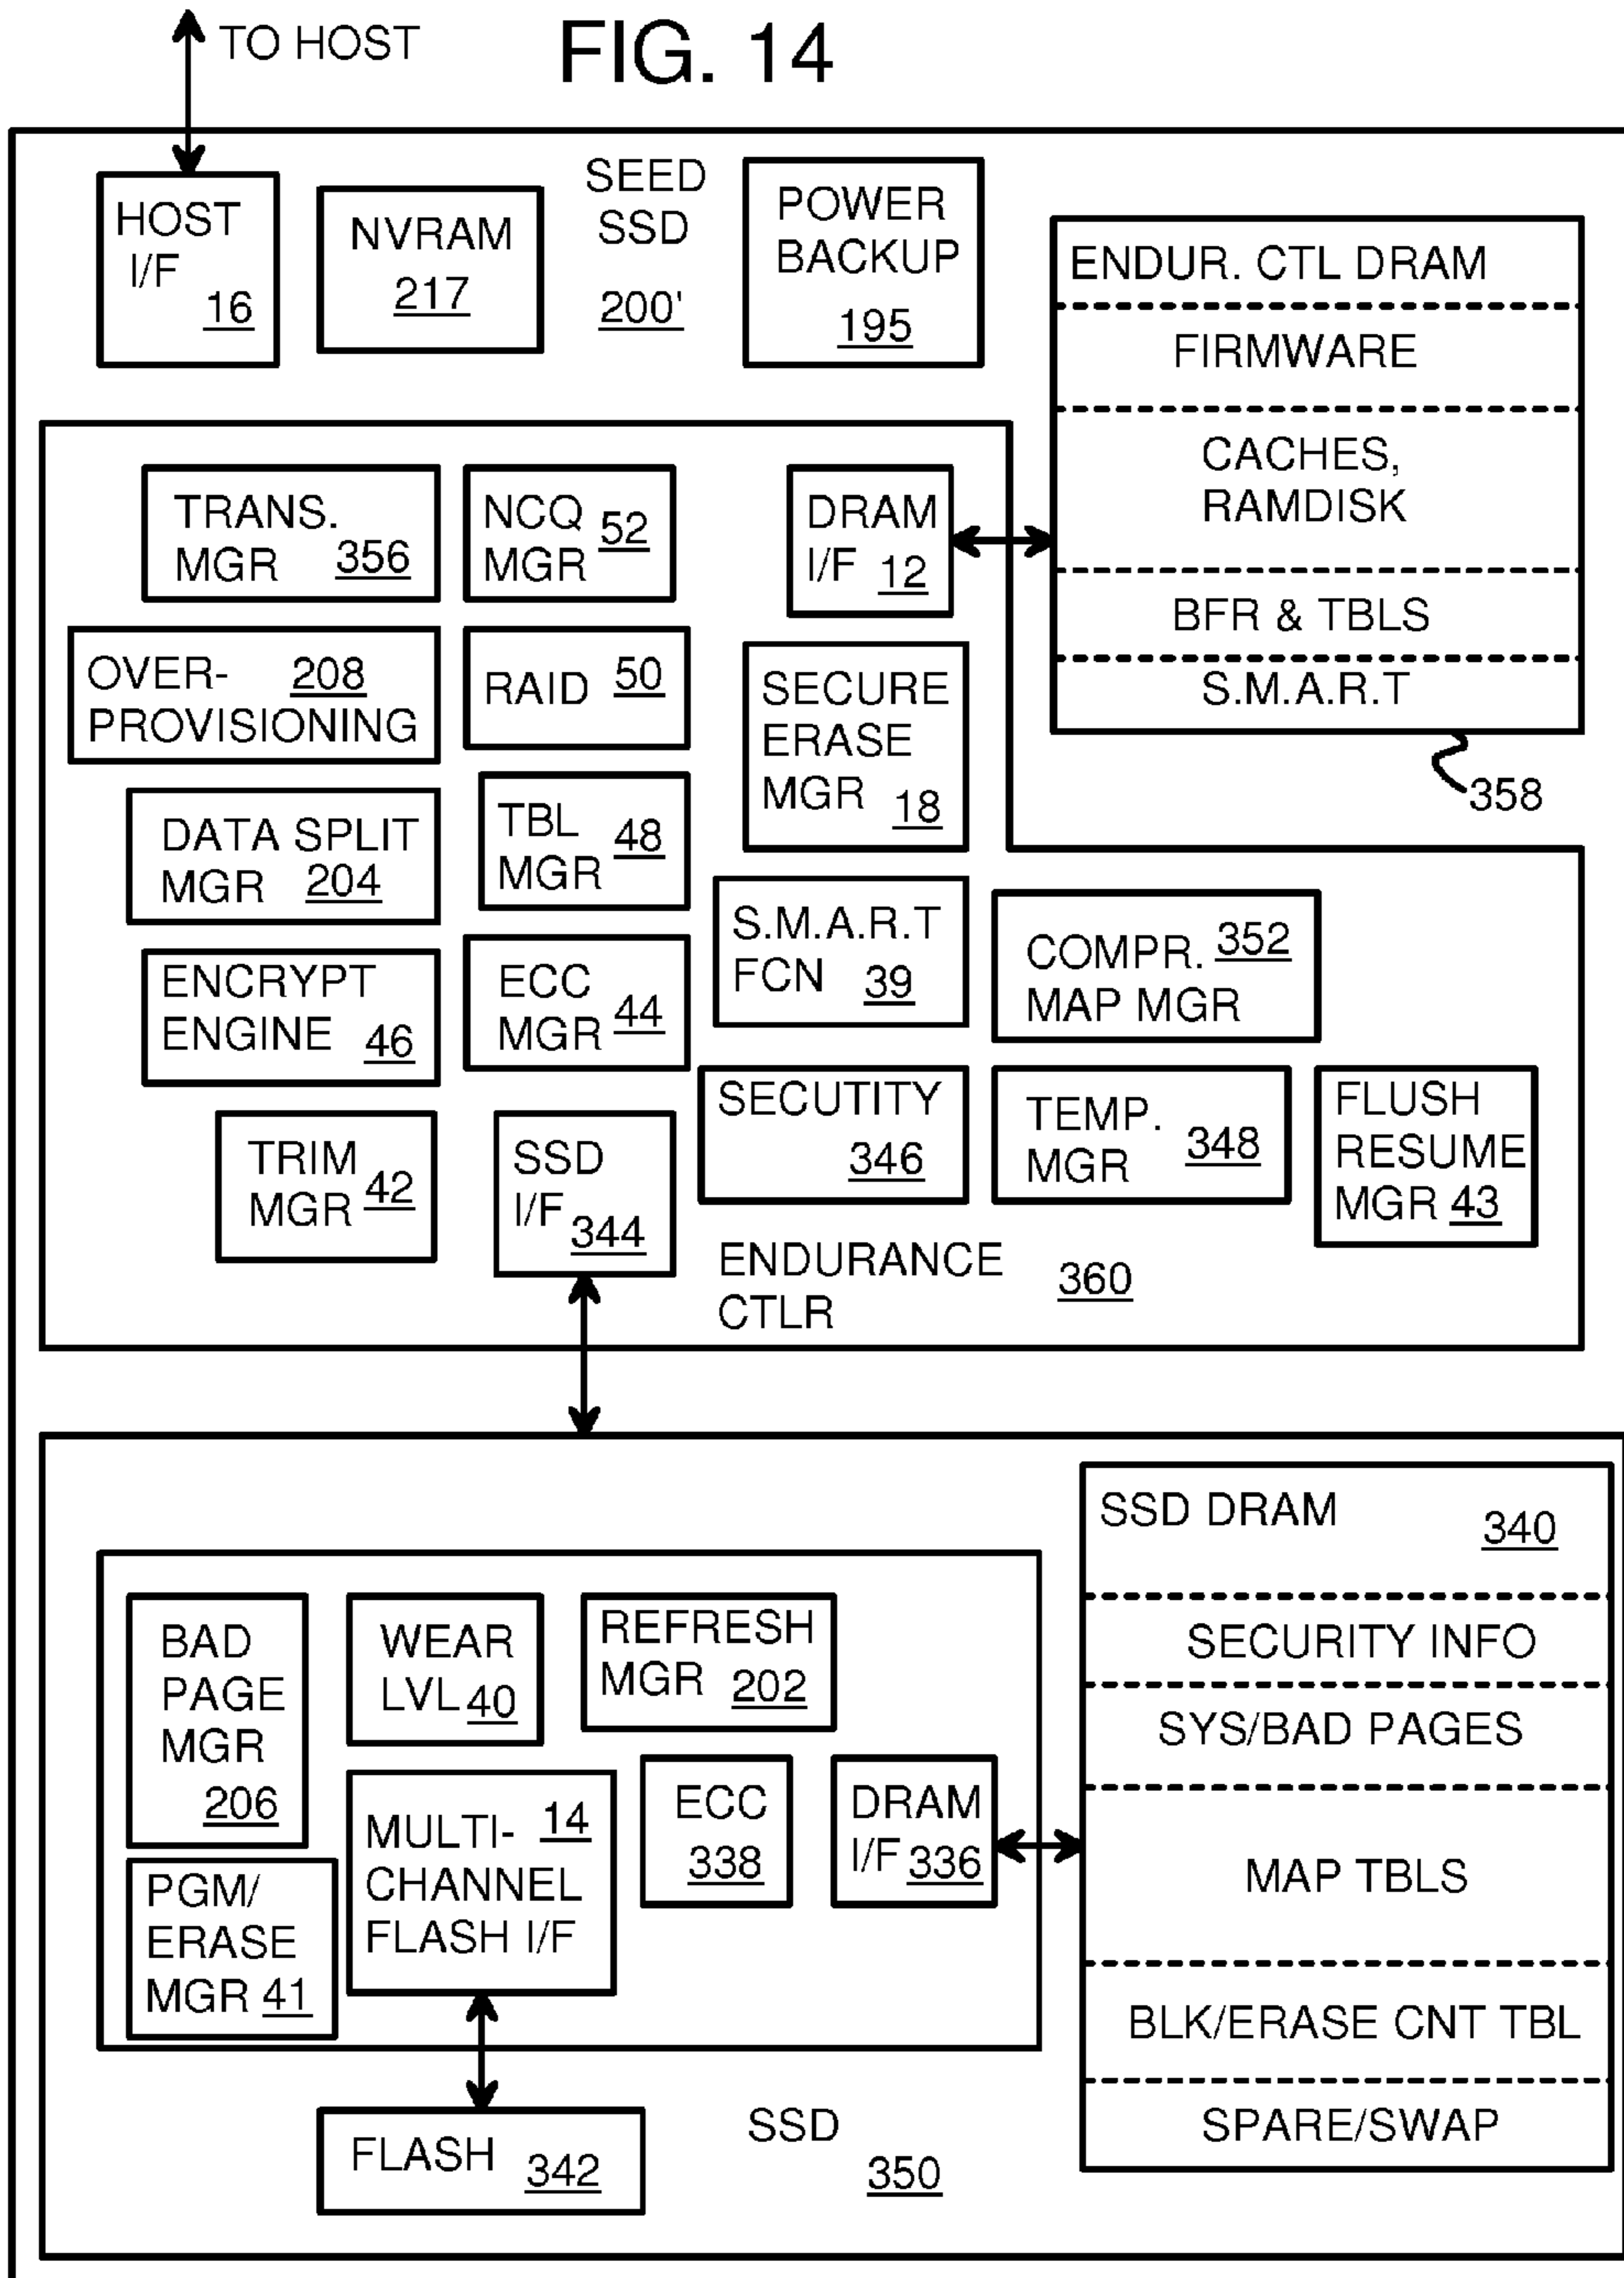 TO HOST
FIG. 14
HOST
I/F
16
NVRAM
217
SEED
SSD
200'
POWER
BACKUP
195
ENDUR. CTL DRAM
FIRMWARE
CACHES,
RAMDISK
BFR & TBLS
S.M.A.R.T
358
TRANS.
MGR 356
NCQ 52
MGR
DRAM
I/F 12
OVER- 208
PROVISIONING
RAID 50
SECURE
ERASE
MGR 18
DATA SPLIT
MGR 204
TBL 48
MGR
S.M.A.R.T
FCN 39
COMPR. 352
MAP MGR
ENCRYPT
ENGINE 46
ECC 44
MGR
SECUTITY
346
TEMP. 348
MGR
FLUSH
RESUME
MGR 43
TRIM 42
MGR
SSD
I/F 344
ENDURANCE 360
CTLR
SSD DRAM
340
SECURITY INFO
SYS/BAD PAGES
MAP TBLS
BLK/ERASE CNT TBL
SPARE/SWAP
BAD
PAGE
MGR
206
WEAR
LVL 40
REFRESH
MGR 202
MULTI- 14
CHANNEL
FLASH I/F
ECC
338
DRAM
I/F 336
PGM/
ERASE
MGR 41
FLASH 342
SSD
350